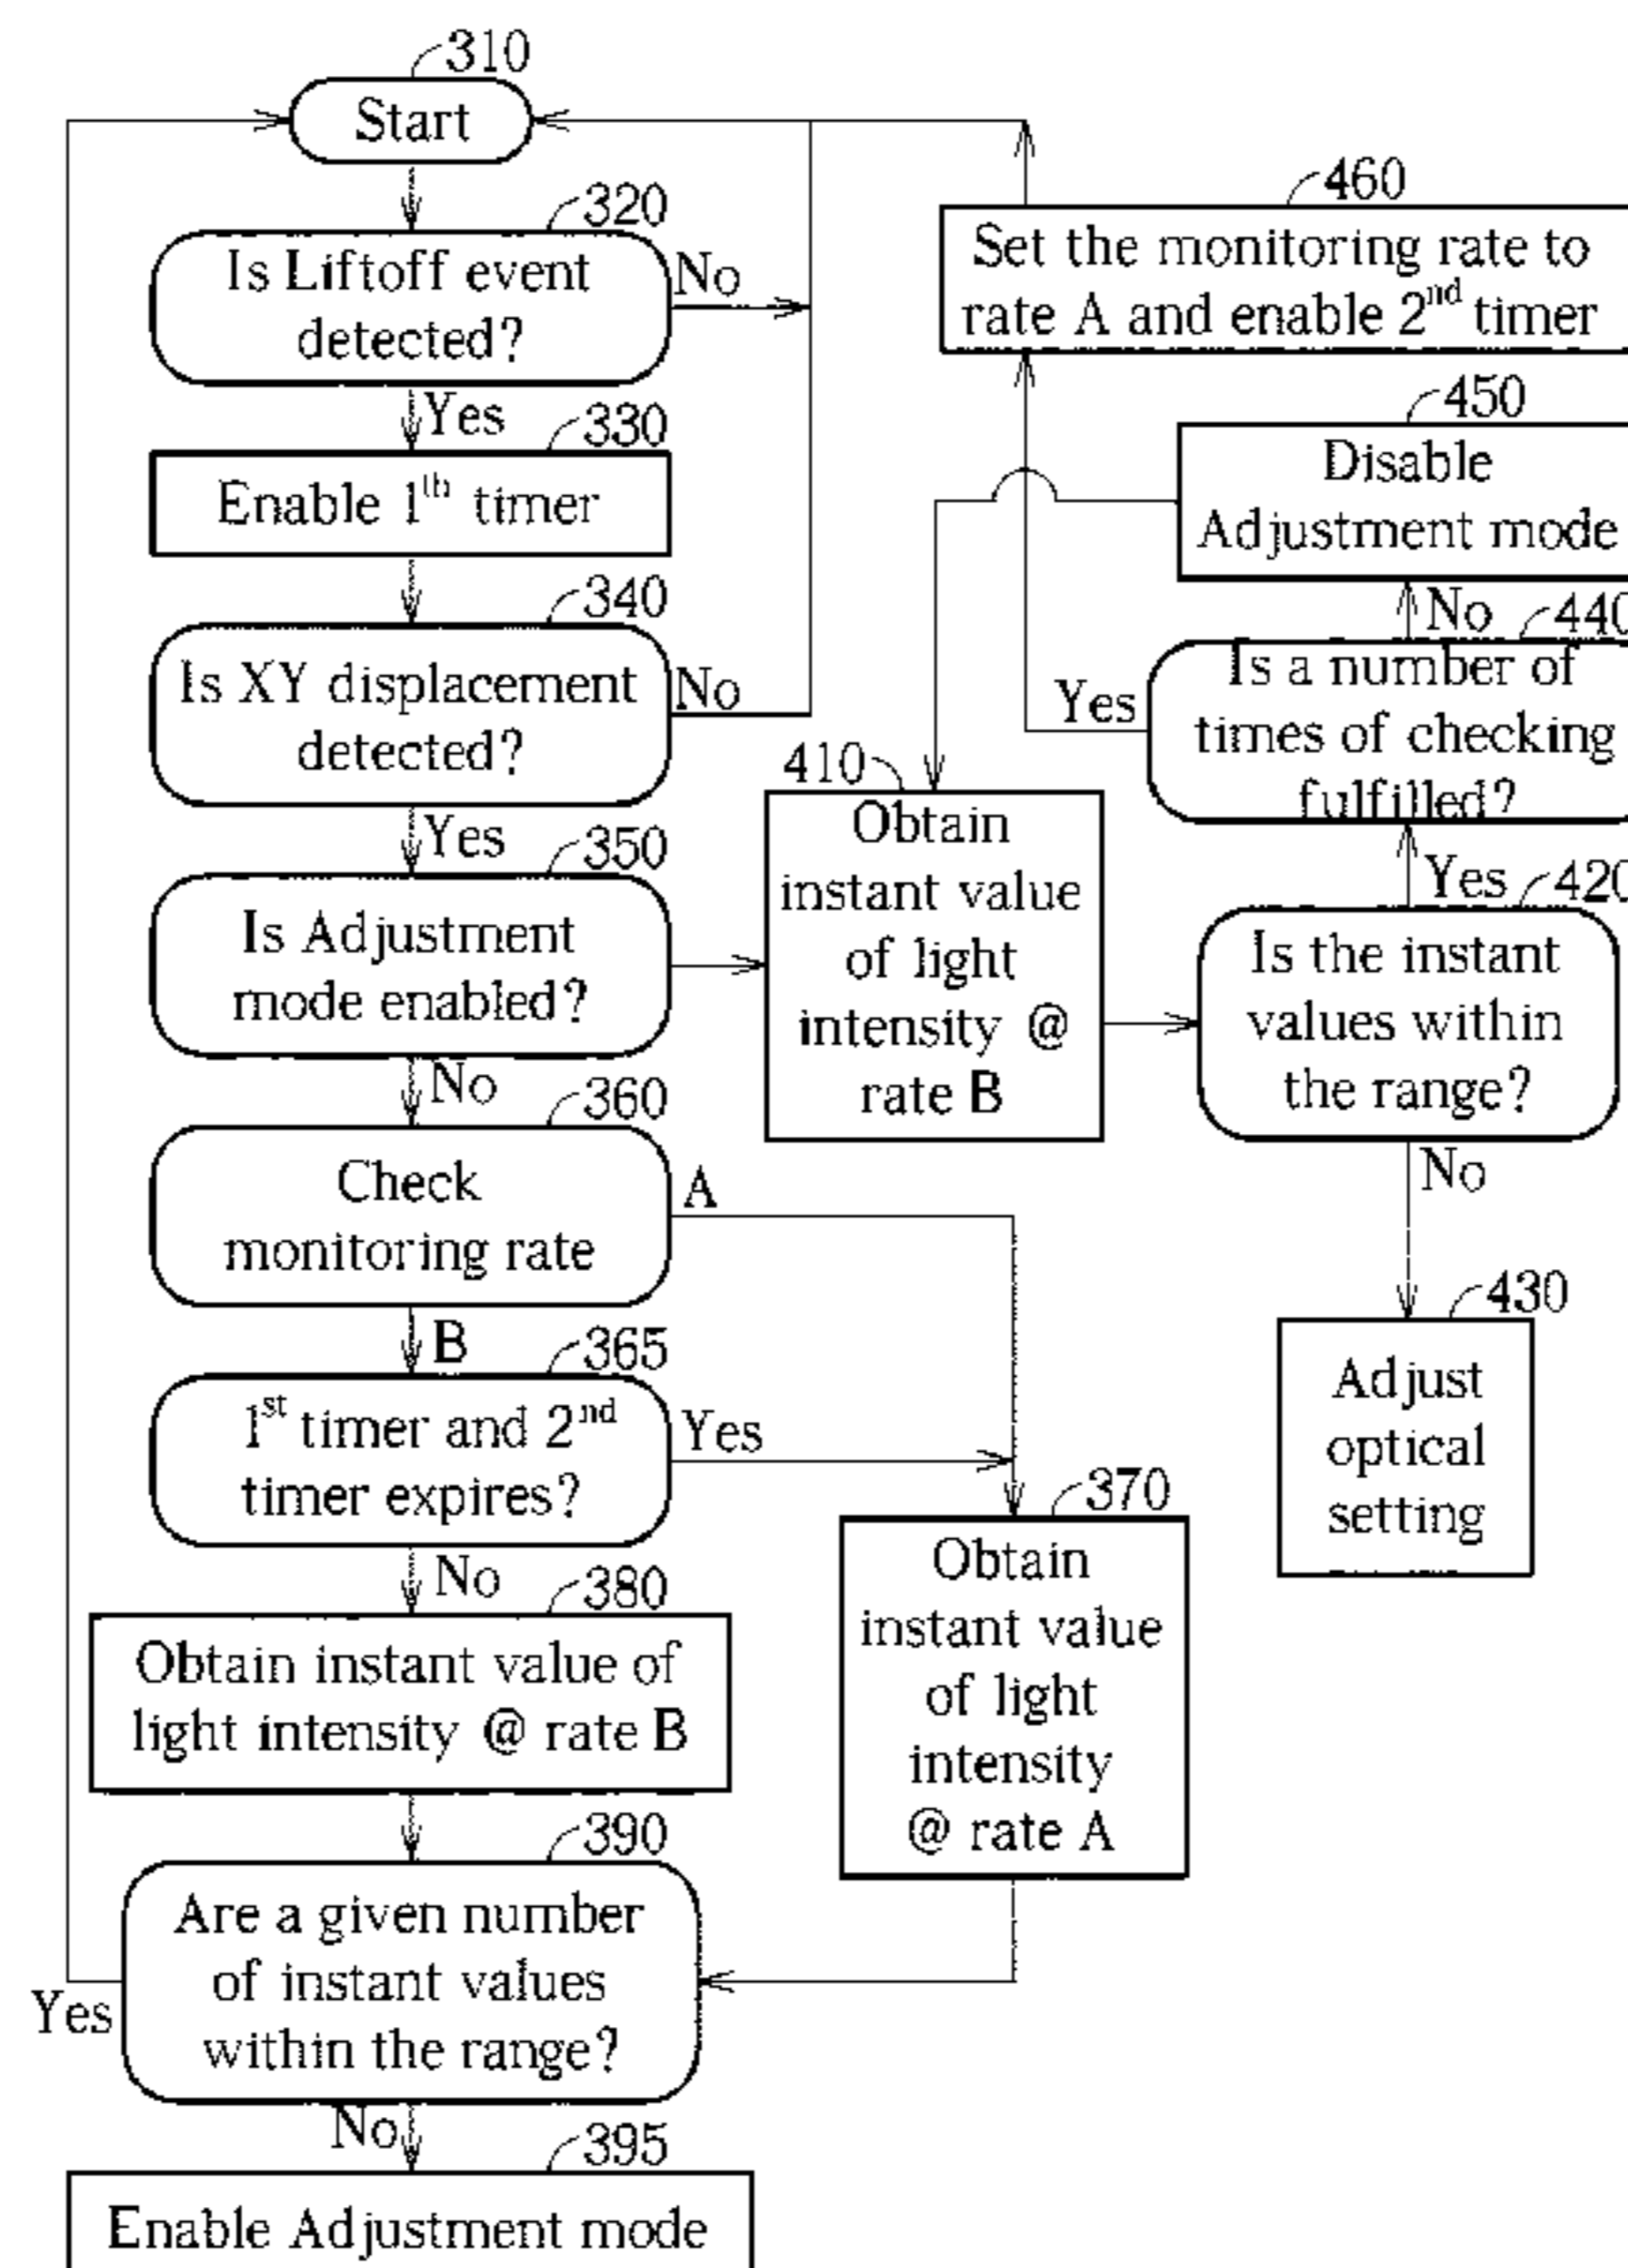 310
Start
320
Is Liftoff event
detected?
No
Yes
330
Enable 1th timer
340
Is XY displacement
detected?
No
Yes
350
Is Adjustment
mode enabled?
No
360
Check
monitoring rate
A
B
365
1st timer and 2nd
timer expires?
Yes
No
380
Obtain instant value of
light intensity @ rate B
390
Are a given number
of instant values
within the range?
Yes
No
395
Enable Adjustment mode
370
Obtain
instant value
of light
intensity
@ rate A
410
Obtain
instant value
of light
intensity @
rate B
420
Is the instant
values within
the range?
Yes
No
430
Adjust
optical
setting
440
Is a number of
times of checking
fulfilled?
Yes
No
450
Disable
Adjustment mode
460
Set the monitoring rate to
rate A and enable 2nd timer